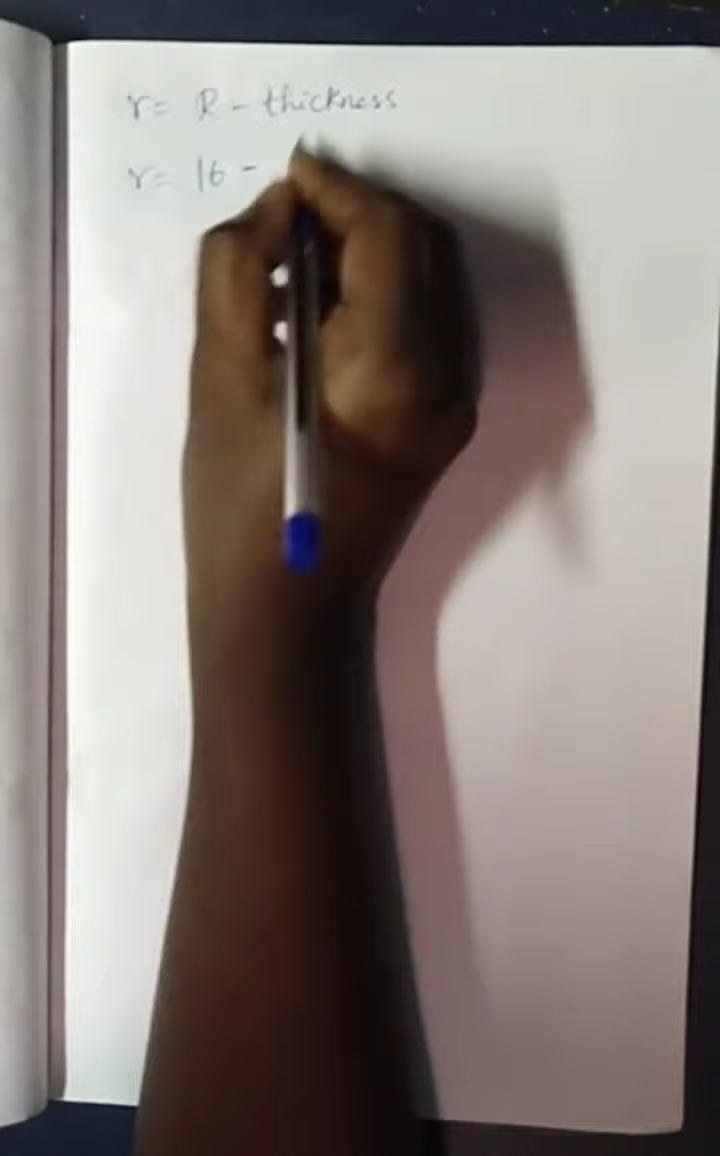 r = R - thickness
r = 16 -